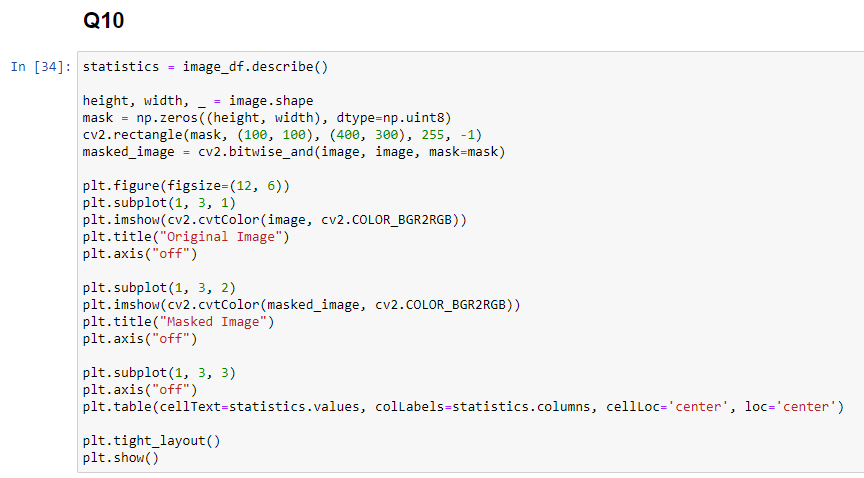 Q10
In [34]: statistics = image_df.describe()
height, width, _ = image.shape
mask = np.zeros((height, width), dtype=np.uint8)
cv2.rectangle(mask, (100, 100), (400, 300), 255, -1)
masked_image = cv2.bitwise_and(image, image, mask=mask)
plt.figure(figsize=(12, 6))
plt.subplot(1, 3, 1)
plt.imshow(cv2.cvtColor(image, cv2.COLOR_BGR2RGB))
plt.title("Original Image")
plt.axis("off")
plt.subplot(1, 3, 2)
plt.imshow(cv2.cvtColor(masked_image, cv2.COLOR_BGR2RGB))
plt.title("Masked Image")
plt.axis("off")
plt.subplot(1, 3, 3)
plt.axis("off")
plt.table(cellText=statistics.values, colLabels=statistics.columns, cellLoc='center', loc='center')
plt.tight_layout()
plt.show()